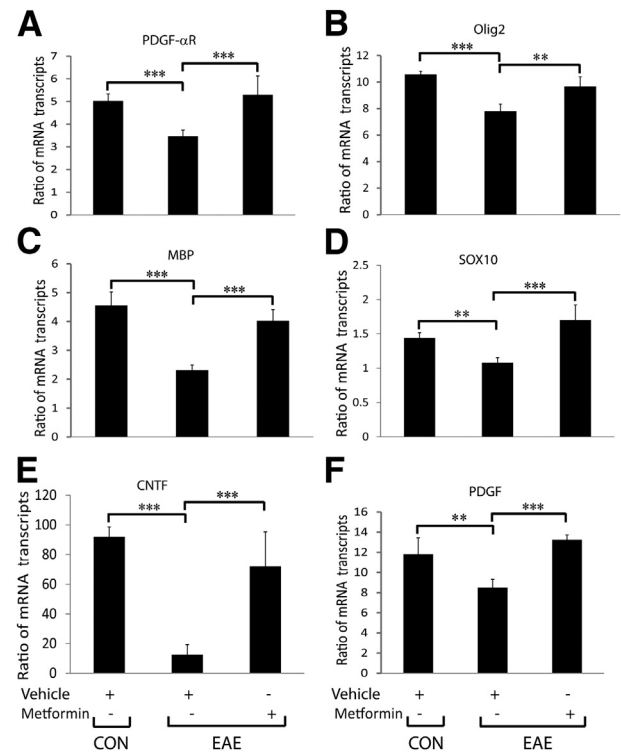 A
PDGF-αR
Ratio of mRNA transcripts
7
6
5
4
3
2
1
0
***
***
B
Olig2
Ratio of mRNA transcripts
12
10
8
6
4
2
0
***
**
C
MBP
Ratio of mRNA transcripts
6
5
4
3
2
1
0
***
***
D
SOX10
Ratio of mRNA transcripts
2.5
2
1.5
1
0.5
0
**
***
E
CNTF
Ratio of mRNA transcripts
120
100
80
60
40
20
0
***
***
F
PDGF
Ratio of mRNA transcripts
16
14
12
10
8
6
4
2
0
**
***
Vehicle + + -
Metformin - - +
CON EAE
Vehicle + + -
Metformin - - +
CON EAE